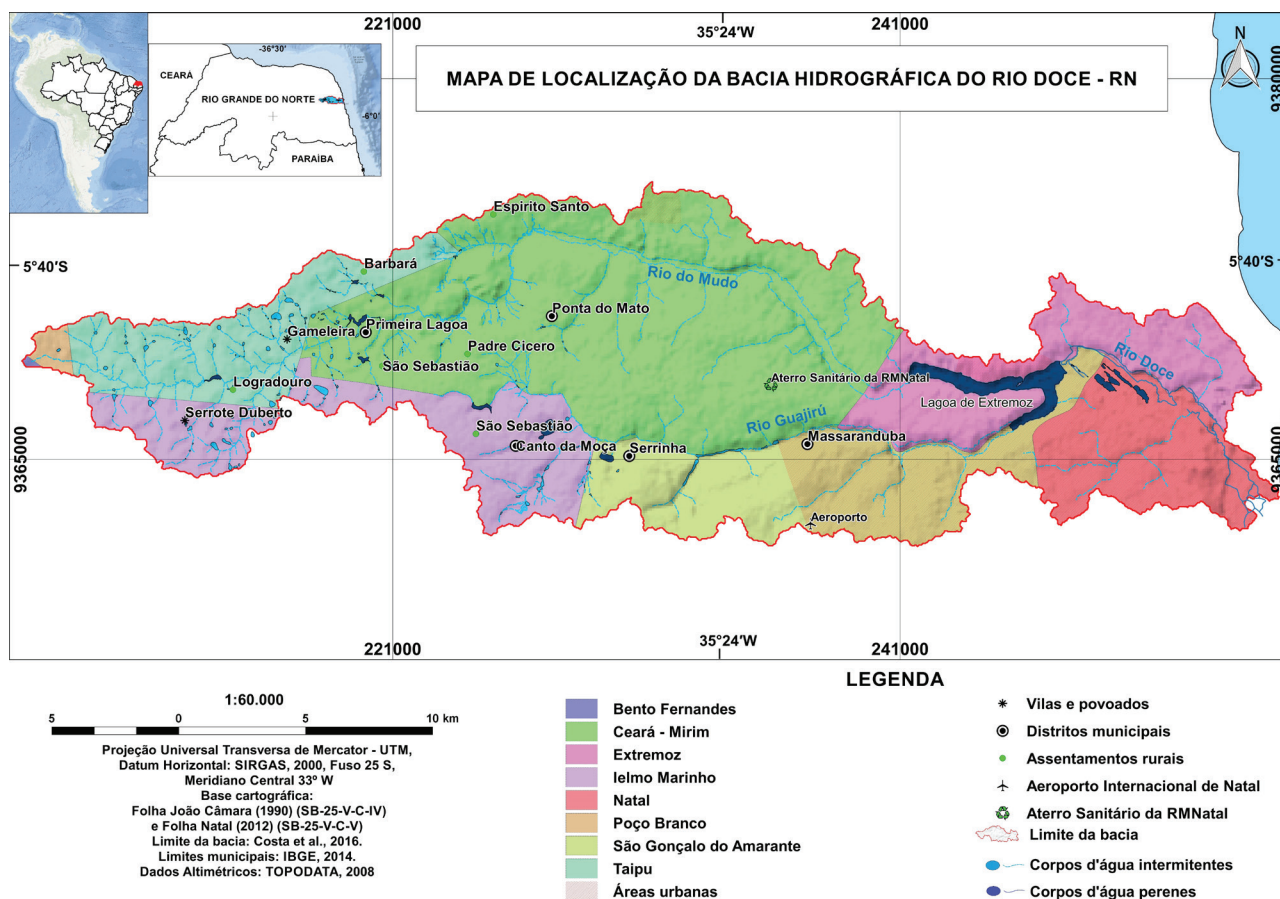 221000
35°24'W
241000
-36°30'
CEARÁ
RIO GRANDE DO NORTE
-6°0'
PARAÍBA
MAPA DE LOCALIZAÇÃO DA BACIA HIDROGRÁFICA DO RIO DOCE - RN
N
9380000
Espirito Santo
5°40'S
Barbará
Rio do Mudo
5°40'S
Ponta do Mato
Gameleira
Primeira Lagoa
Padre Cicero
Rio Doce
São Sebastião
Logradouro
Aterro Sanitário da RMNatal
Lagoa de Extremoz
Serrote Duberto
Rio Guajirú
São Sebastião
Canto da Moça
Serrinha
Massaranduba
9365000
9365000
Aeroporto
221000
35°24'W
241000
LEGENDA
1:60.000
5 0 5 10 km
Projeção Universal Transversa de Mercator - UTM,
Datum Horizontal: SIRGAS, 2000, Fuso 25 S,
Meridiano Central 33º W
Base cartográfica:
Folha João Câmara (1990) (SB-25-V-C-IV)
e Folha Natal (2012) (SB-25-V-C-V)
Limite da bacia: Costa et al., 2016.
Limites municipais: IBGE, 2014.
Dados Altimétricos: TOPODATA, 2008
Bento Fernandes
Ceará - Mirim
Extremoz
Ielmo Marinho
Natal
Poço Branco
São Gonçalo do Amarante
Taipu
Áreas urbanas
Vilas e povoados
Distritos municipais
Assentamentos rurais
Aeroporto Internacional de Natal
Aterro Sanitário da RMNatal
Limite da bacia
Corpos d'água intermitentes
Corpos d'água perenes